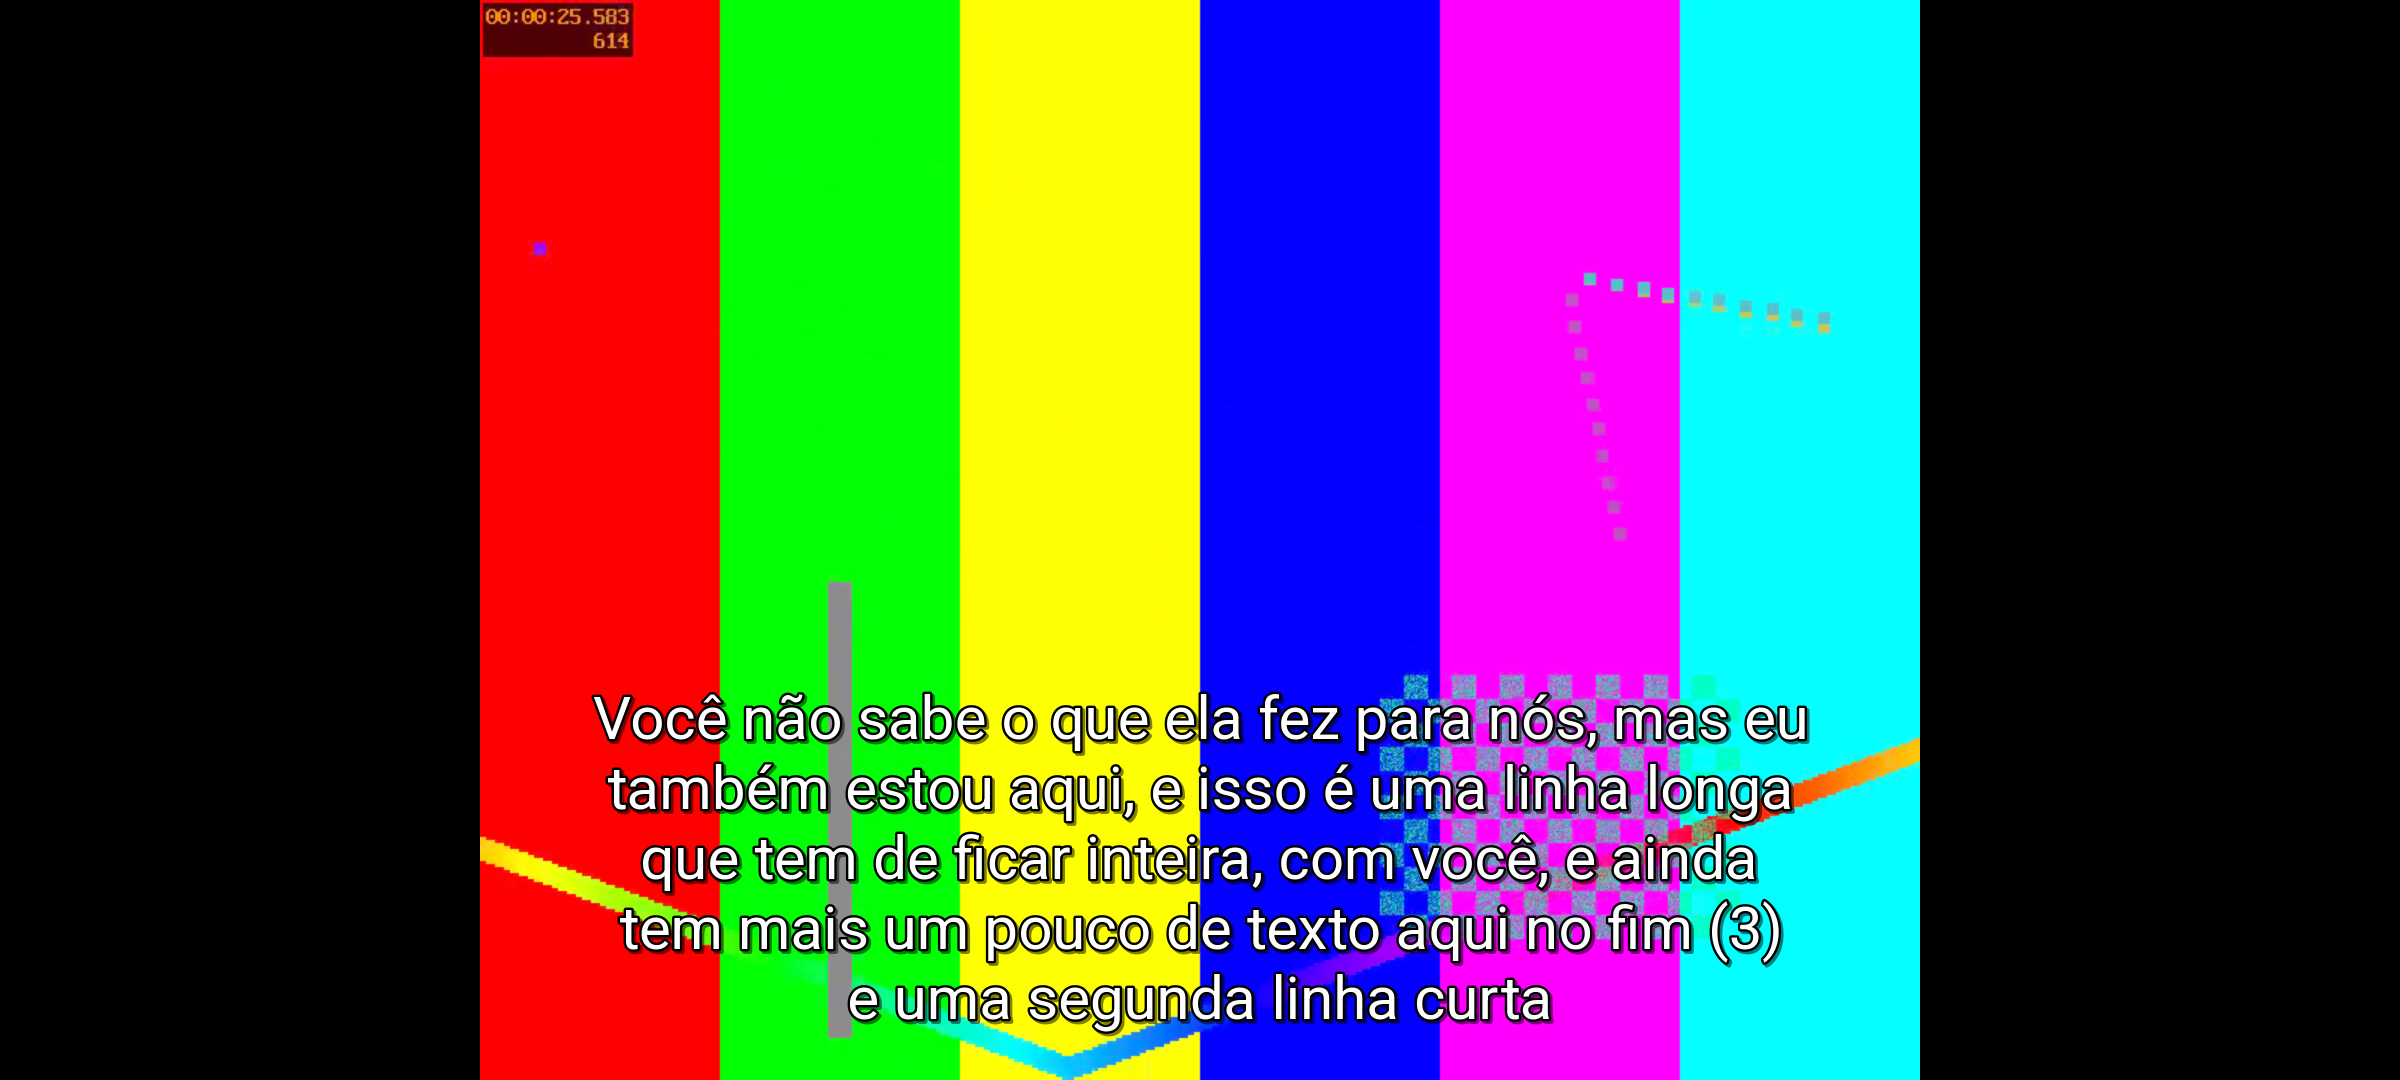 00:00:25.583
614
Você não sabe o que ela fez para nós, mas eu
também estou aqui, e isso é uma linha longa
que tem de ficar inteira, com você, e ainda
tem mais um pouco de texto aqui no fim (3)
e uma segunda linha curta